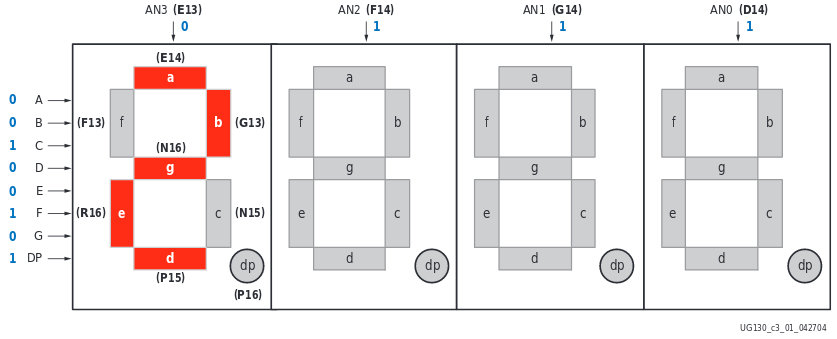 AN3 (E13) AN2 (F14) AN1 (G14) AN0 (D14)
0 1 1 1
(E14)
a a a a
0 A
0 B (F13) f b (G13) f b f b f b
1 C
(N16)
0 D g g g g
0 E
1 F (R16) e c (N15) e c e c e c
0 G
1 DP d dp d dp d dp d dp
(P15)
(P16)
UG130_c3_01_042704